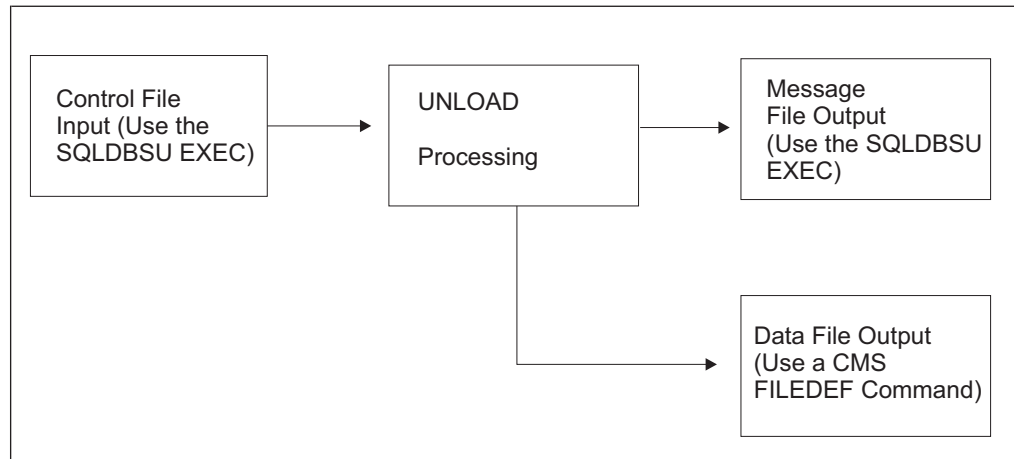 Control File
Input (Use the
SQLDBSU EXEC)
UNLOAD
Processing
Message
File Output
(Use the SQLDBSU
EXEC)
Data File Output
(Use a CMS
FILEDEF Command)